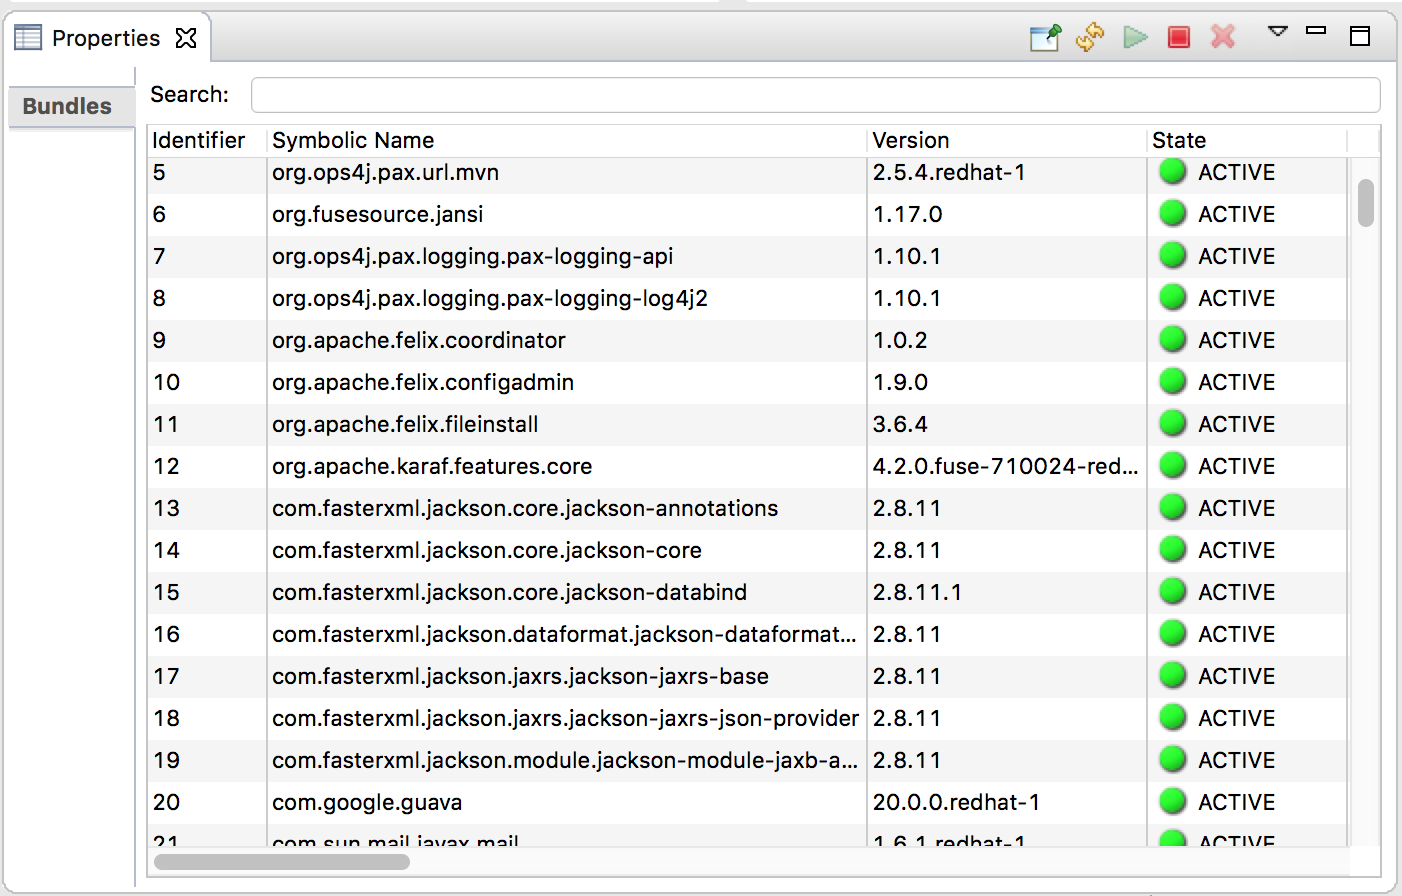 Properties
Bundles
Search:
Identifier Symbolic Name Version State
5 org.ops4j.pax.url.mvn 2.5.4.redhat-1 ACTIVE
6 org.fusesource.jansi 1.17.0 ACTIVE
7 org.ops4j.pax.logging.pax-logging-api 1.10.1 ACTIVE
8 org.ops4j.pax.logging.pax-logging-log4j2 1.10.1 ACTIVE
9 org.apache.felix.coordinator 1.0.2 ACTIVE
10 org.apache.felix.configadmin 1.9.0 ACTIVE
11 org.apache.felix.fileinstall 3.6.4 ACTIVE
12 org.apache.karaf.features.core 4.2.0.fuse-710024-red... ACTIVE
13 com.fasterxml.jackson.core.jackson-annotations 2.8.11 ACTIVE
14 com.fasterxml.jackson.core.jackson-core 2.8.11 ACTIVE
15 com.fasterxml.jackson.core.jackson-databind 2.8.11.1 ACTIVE
16 com.fasterxml.jackson.dataformat.jackson-dataformat... 2.8.11 ACTIVE
17 com.fasterxml.jackson.jaxrs.jackson-jaxrs-base 2.8.11 ACTIVE
18 com.fasterxml.jackson.jaxrs.jackson-jaxrs-json-provider 2.8.11 ACTIVE
19 com.fasterxml.jackson.module.jackson-module-jaxb-a... 2.8.11 ACTIVE
20 com.google.guava 20.0.0.redhat-1 ACTIVE
21 com.sun.mail.javax.mail 1.6.1.redhat-1 ACTIVE